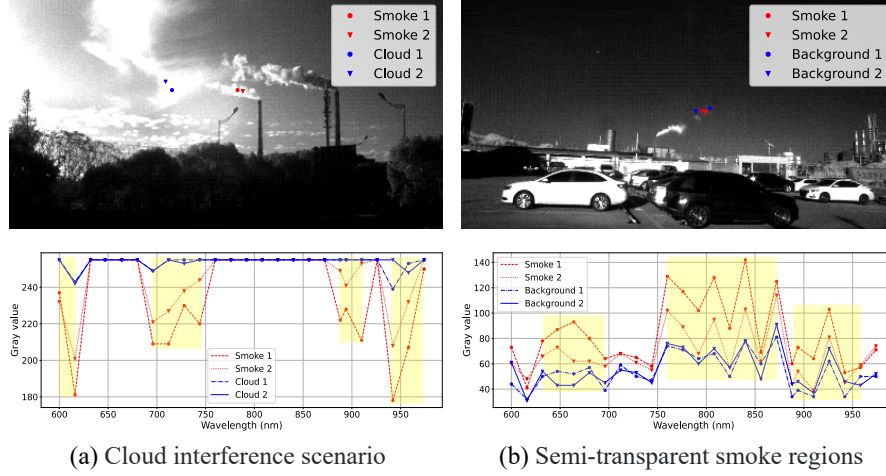 Smoke 1
Smoke 2
Cloud 1
Cloud 2
Smoke 1
Smoke 2
Background 1
Background 2
240
220
200
180
Gray value
Smoke 1
Smoke 2
Cloud 1
Cloud 2
600 650 700 750 800 850 900 950
Wavelength (nm)
140
120
100
80
60
40
Gray value
Smoke 1
Smoke 2
Background 1
Background 2
600 650 700 750 800 850 900 950
Wavelength (nm)
(a) Cloud interference scenario
(b) Semi-transparent smoke regions